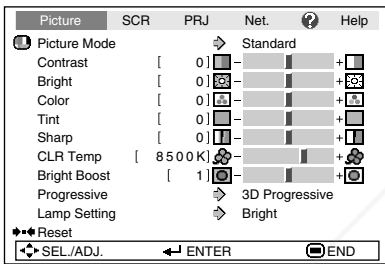 Picture SCR PRJ Net. ? Help
Picture Mode Standard
Contrast [ 0] - +
Bright [ 0] - +
Color [ 0] - +
Tint [ 0] - +
Sharp [ 0] - +
CLR Temp [ 8500K] - +
Bright Boost [ 1] - +
Progressive 3D Progressive
Lamp Setting Bright
Reset
SEL./ADJ. ENTER END